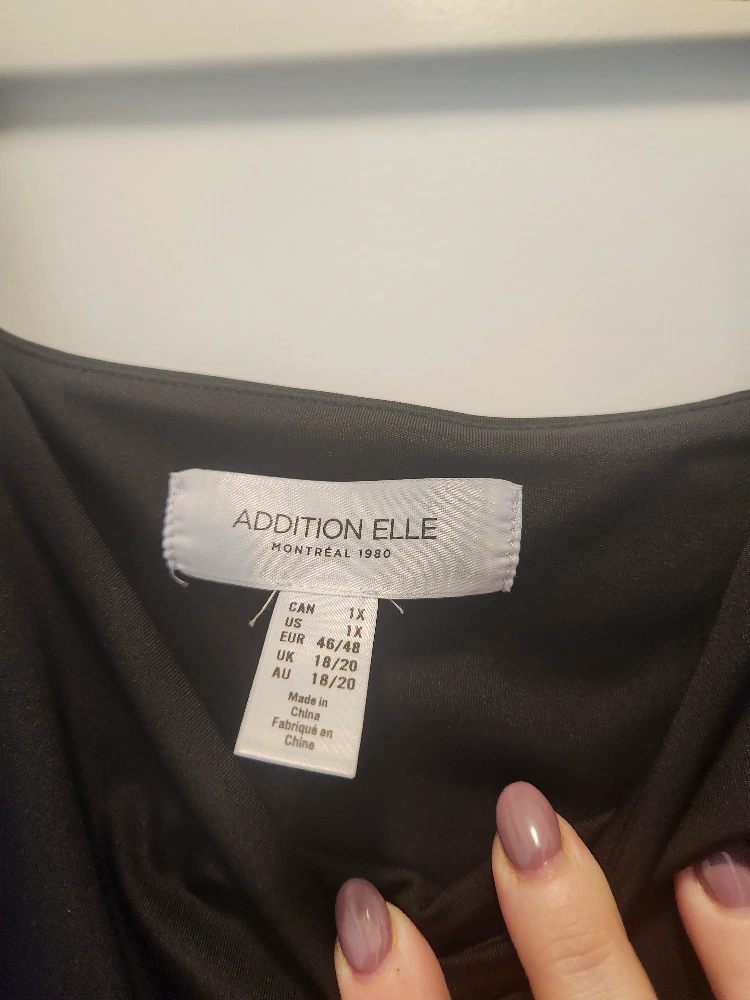 ADDITION ELLE
MONTRÉAL 1980
CAN 1X
US 1X
EUR 46/48
UK 18/20
AU 18/20
Made in
China
Fabriqué en
Chine